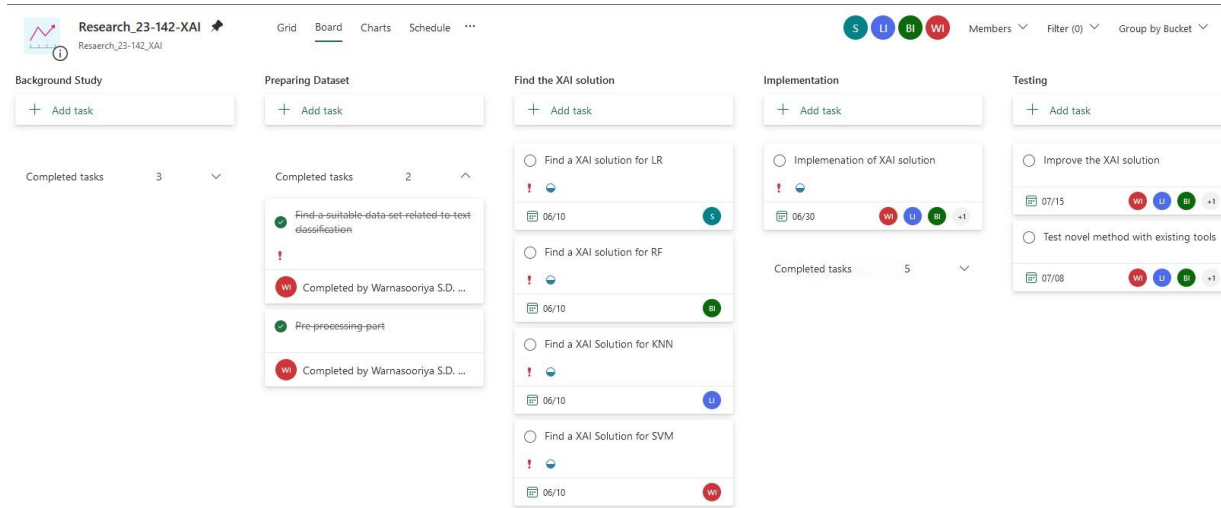 Research_23-142-XAI
Resaerch_23-142_XAI
Grid Board Charts Schedule ···
S LI BI WI Members Filter (0) Group by Bucket
Background Study
+ Add task
Completed tasks 3
Preparing Dataset
+ Add task
Completed tasks 2
Find a suitable data set related to text
classification
!
WI Completed by Warnasooriya S.D. ...
Pre-processing part
WI Completed by Warnasooriya S.D. ...
Find the XAI solution
+ Add task
Find a XAI solution for LR
!
06/10 S
Find a XAI solution for RF
!
06/10 BI
Find a XAI Solution for KNN
!
06/10 LI
Find a XAI Solution for SVM
!
06/10 WI
Implementation
+ Add task
Implemenation of XAI solution
!
06/30 WI LI BI +1
Completed tasks 5
Testing
+ Add task
Improve the XAI solution
07/15 WI LI BI +1
Test novel method with existing tools
07/08 WI LI BI +1